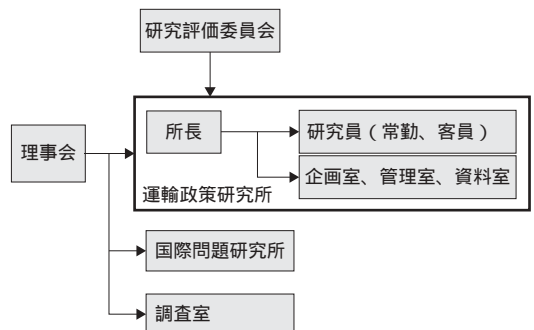 研究評価委員会
所長
研究員（常勤、客員）
理事会
企画室、管理室、資料室
運輸政策研究所
国際問題研究所
調査室